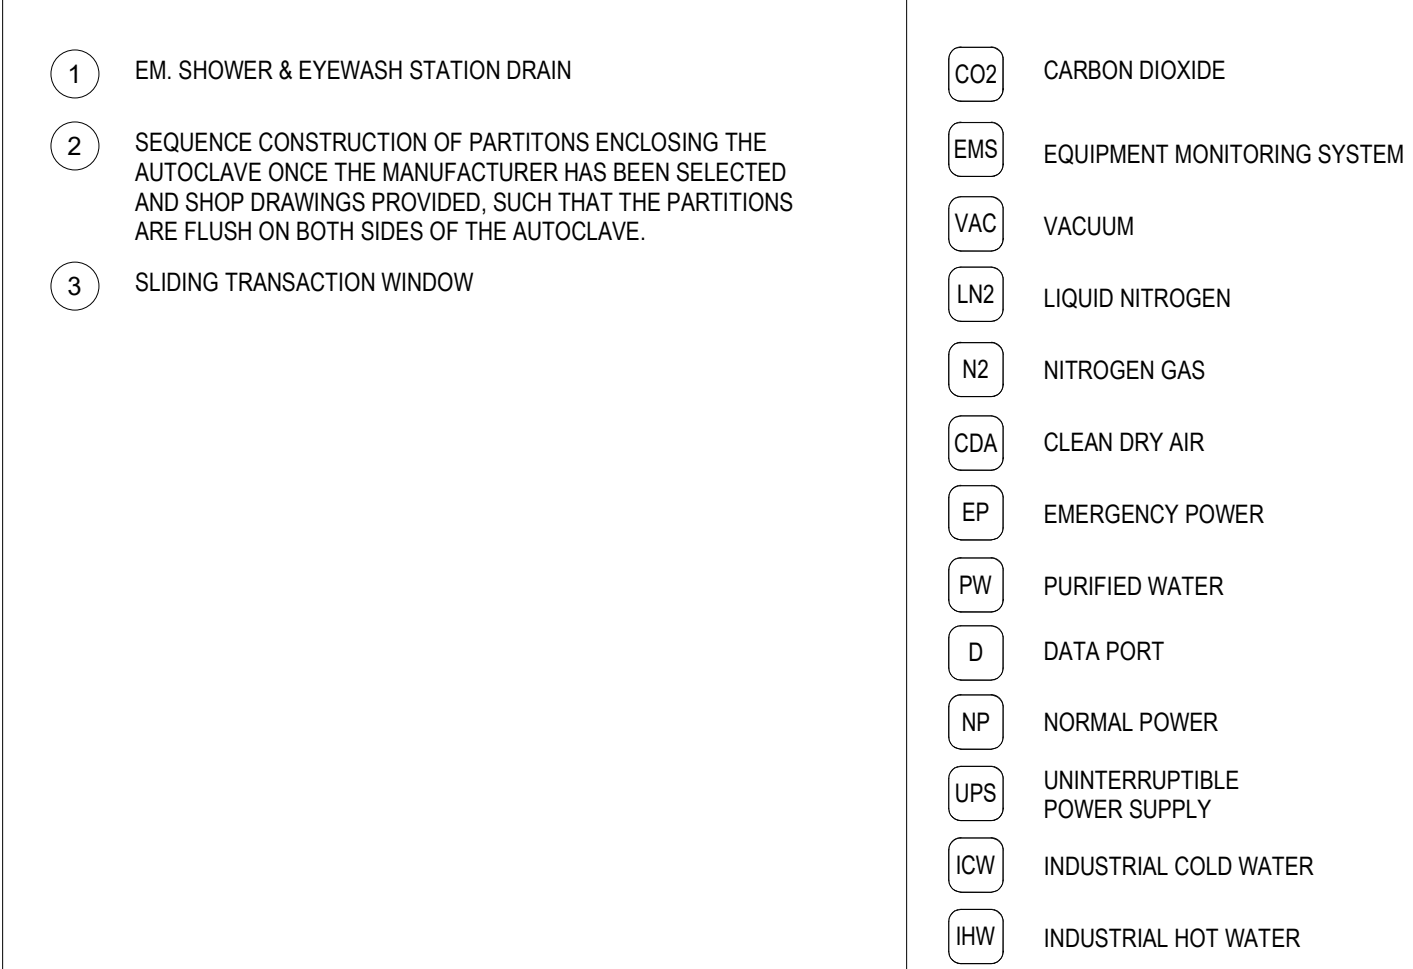 1 EM. SHOWER & EYEWASH STATION DRAIN
2 SEQUENCE CONSTRUCTION OF PARTITONS ENCLOSING THE
AUTOCLAVE ONCE THE MANUFACTURER HAS BEEN SELECTED
AND SHOP DRAWINGS PROVIDED, SUCH THAT THE PARTITIONS
ARE FLUSH ON BOTH SIDES OF THE AUTOCLAVE.
3 SLIDING TRANSACTION WINDOW
CO2 CARBON DIOXIDE
EMS EQUIPMENT MONITORING SYSTEM
VAC VACUUM
LN2 LIQUID NITROGEN
N2 NITROGEN GAS
CDA CLEAN DRY AIR
EP EMERGENCY POWER
PW PURIFIED WATER
D DATA PORT
NP NORMAL POWER
UPS UNINTERRUPTIBLE
POWER SUPPLY
ICW INDUSTRIAL COLD WATER
IHW INDUSTRIAL HOT WATER